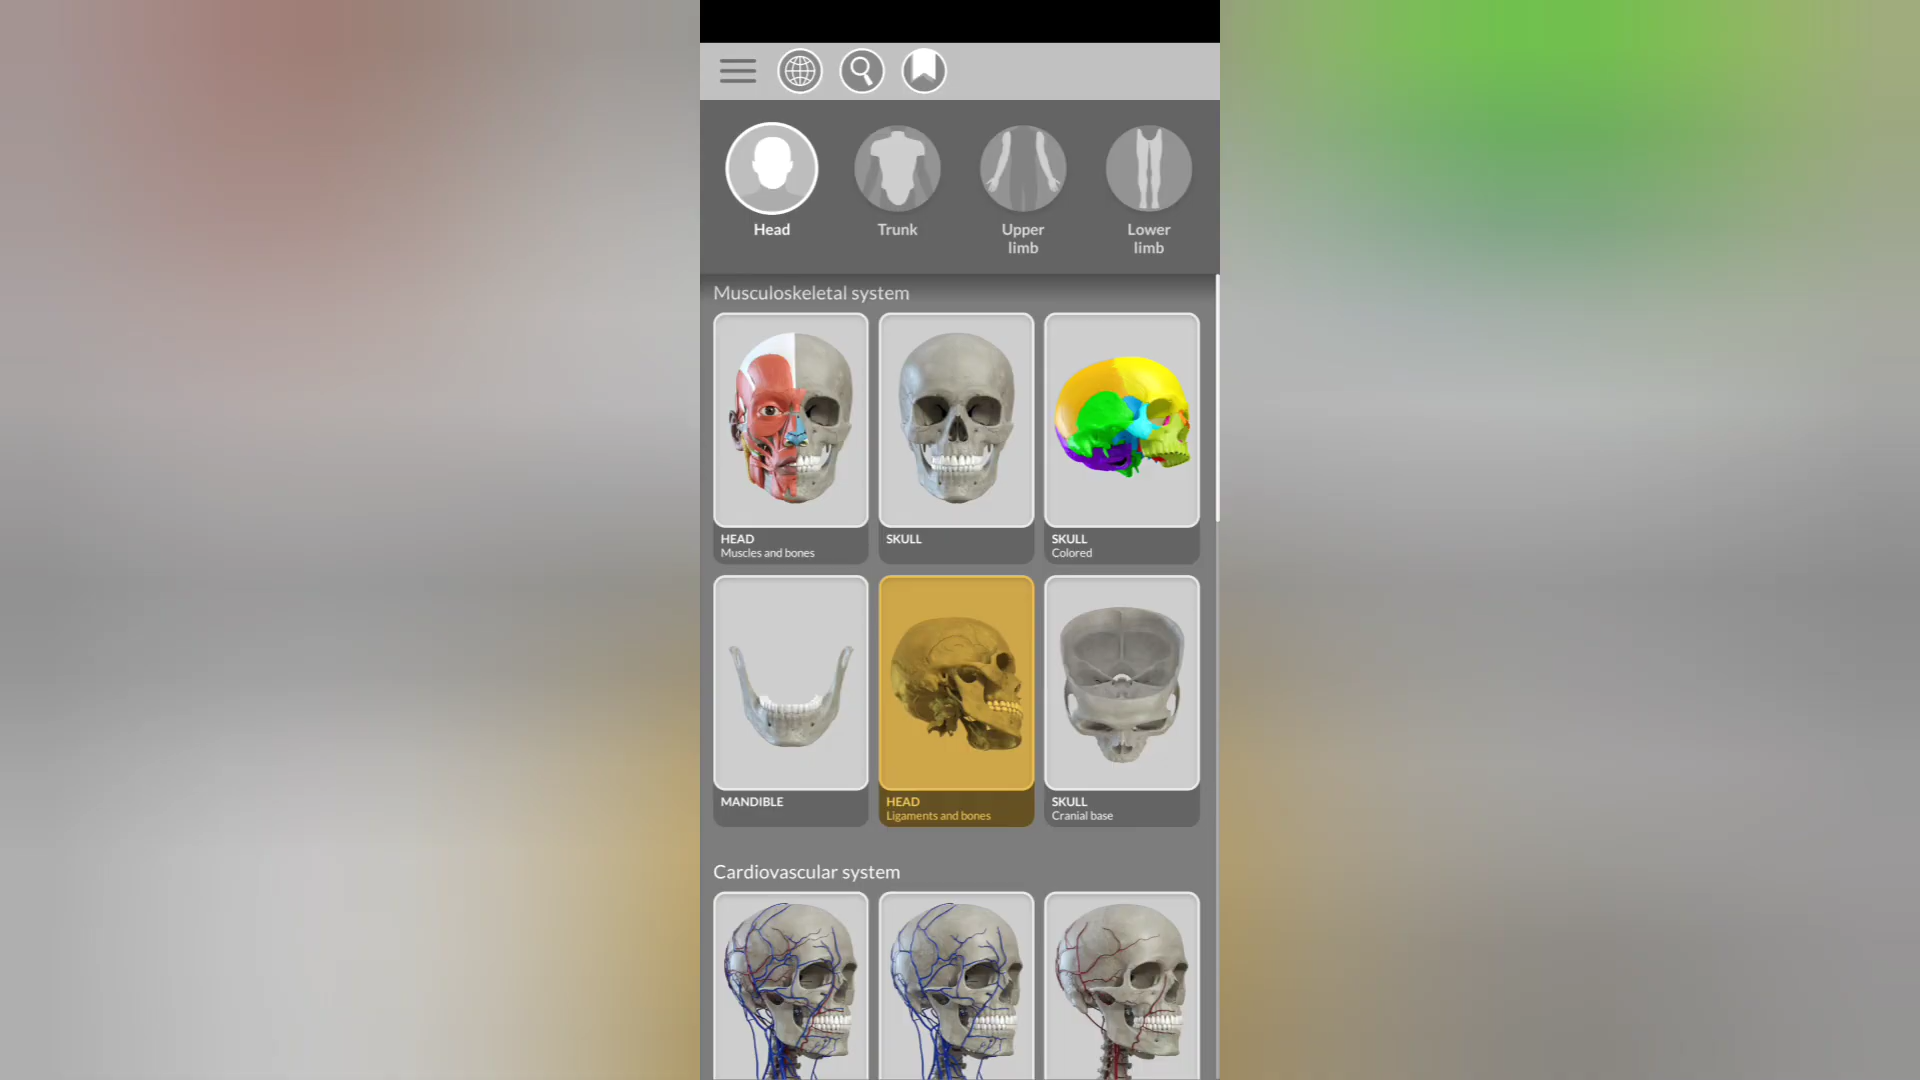 Head
Trunk
Upper
limb
Lower
limb
Musculoskeletal system
HEAD
Muscles and bones
SKULL
SKULL
Colored
MANDIBLE
HEAD
Ligaments and bones
SKULL
Cranial base
Cardiovascular system